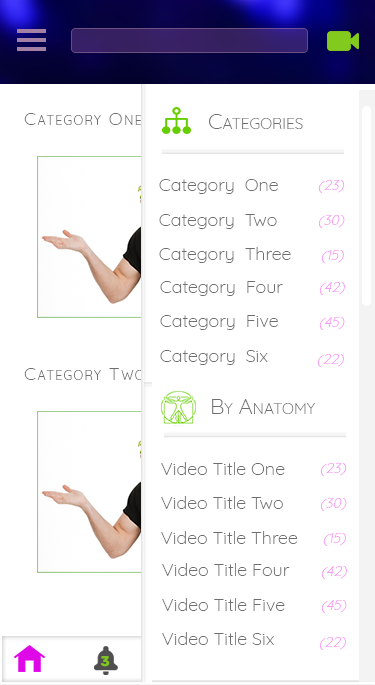 Category One
Category Two
3
Categories
Category One (23)
Category Two (30)
Category Three (15)
Category Four (42)
Category Five (45)
Category Six (22)
By Anatomy
Video Title One (23)
Video Title Two (30)
Video Title Three (15)
Video Title Four (42)
Video Title Five (45)
Video Title Six (22)